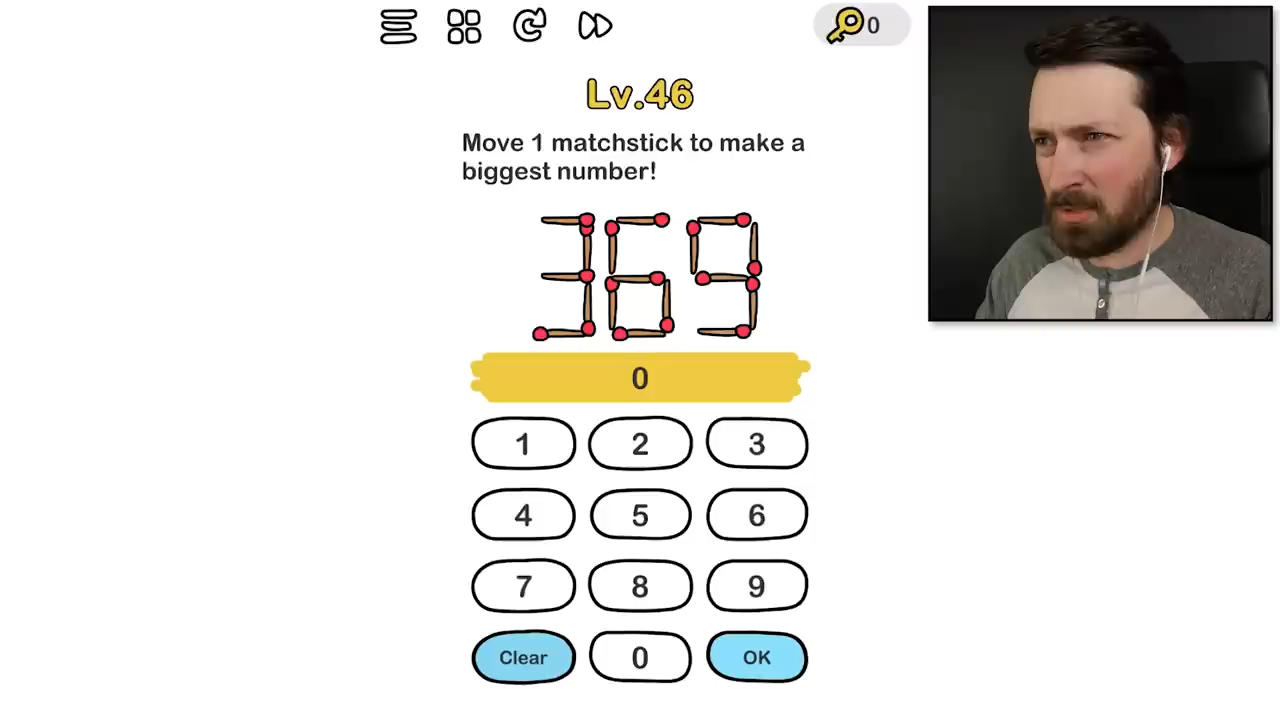 0
Lv.46
Move 1 matchstick to make a
biggest number!
369
0
1 2 3
4 5 6
7 8 9
Clear 0 OK